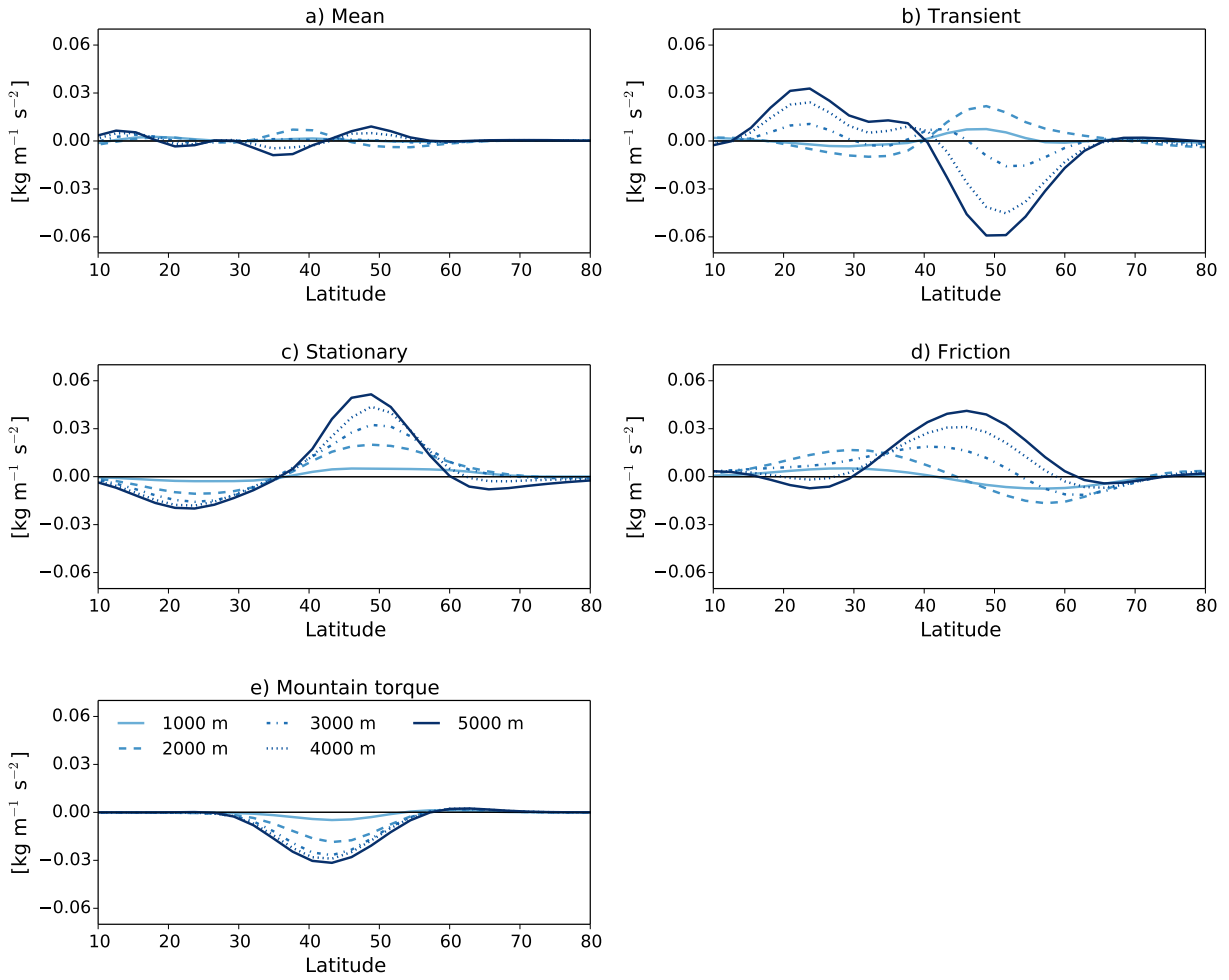 a) Mean
[kg m⁻¹ s⁻²]
0.06
0.03
0.00
−0.03
−0.06
10 20 30 40 50 60 70 80
Latitude
b) Transient
[kg m⁻¹ s⁻²]
0.06
0.03
0.00
−0.03
−0.06
10 20 30 40 50 60 70 80
Latitude
c) Stationary
[kg m⁻¹ s⁻²]
0.06
0.03
0.00
−0.03
−0.06
10 20 30 40 50 60 70 80
Latitude
d) Friction
[kg m⁻¹ s⁻²]
0.06
0.03
0.00
−0.03
−0.06
10 20 30 40 50 60 70 80
Latitude
e) Mountain torque
[kg m⁻¹ s⁻²]
0.06
0.03
0.00
−0.03
−0.06
1000 m 3000 m 5000 m
2000 m 4000 m
10 20 30 40 50 60 70 80
Latitude